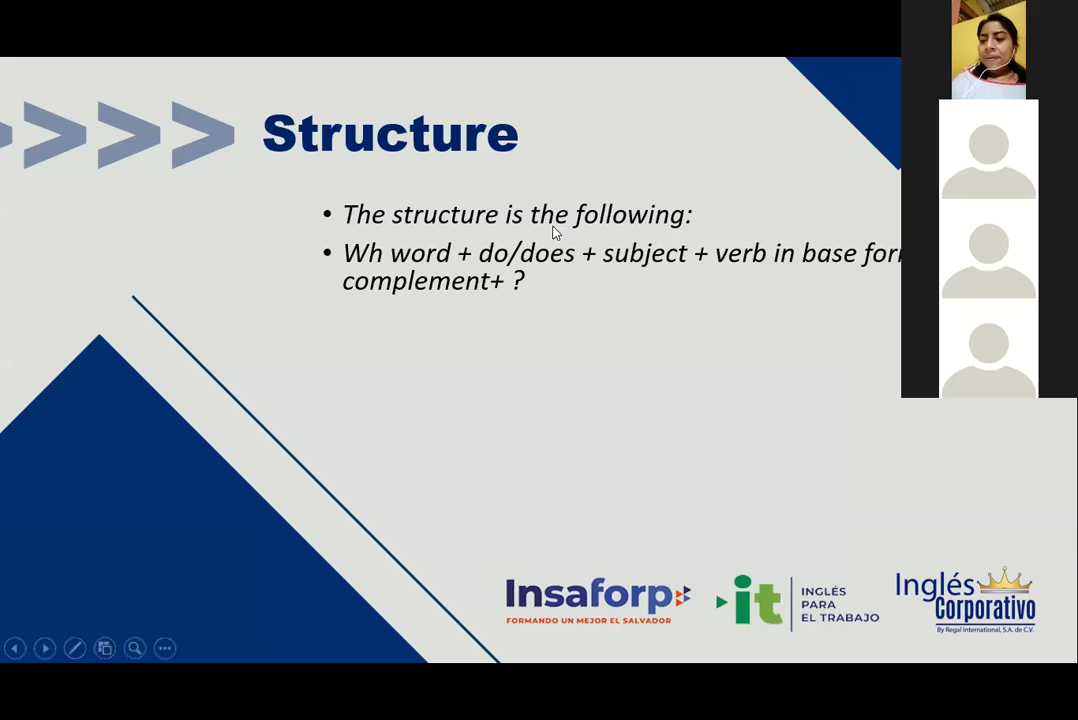 Structure
• The structure is the following:
• Wh word + do/does + subject + verb in base
complement+ ?
Insaforp
FORMANDO UN MEJOR EL SALVADOR
it
INGLÉS
PARA
EL TRABAJO
Inglés
Corporativo
By Regal International, S.A. de C.V.